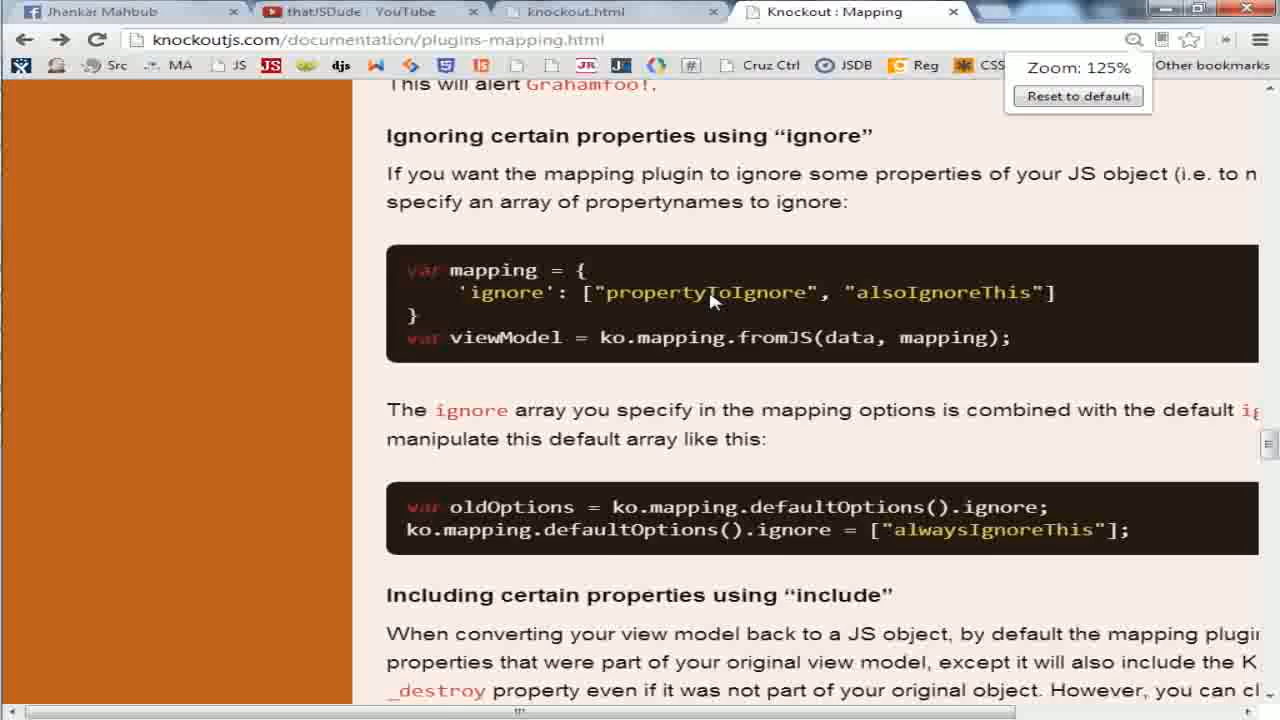 Jhankar Mahbub
thatJSDude - YouTube
knockout.html
Knockout : Mapping
knockoutjs.com/documentation/plugins-mapping.html
Src MA JS JS djs JR Cruz Ctrl JSDB Reg CSS Other bookmarks
Zoom: 125%
Reset to default
This will alert Grahamfoo!.
Ignoring certain properties using “ignore”
If you want the mapping plugin to ignore some properties of your JS object (i.e. to n
specify an array of propertynames to ignore:
var mapping = {
'ignore': ["propertyToIgnore", "alsoIgnoreThis"]
}
var viewModel = ko.mapping.fromJS(data, mapping);
The ignore array you specify in the mapping options is combined with the default ig
manipulate this default array like this:
var oldOptions = ko.mapping.defaultOptions().ignore;
ko.mapping.defaultOptions().ignore = ["alwaysIgnoreThis"];
Including certain properties using “include”
When converting your view model back to a JS object, by default the mapping plugi
properties that were part of your original view model, except it will also include the K
_destroy property even if it was not part of your original object. However, you can cl